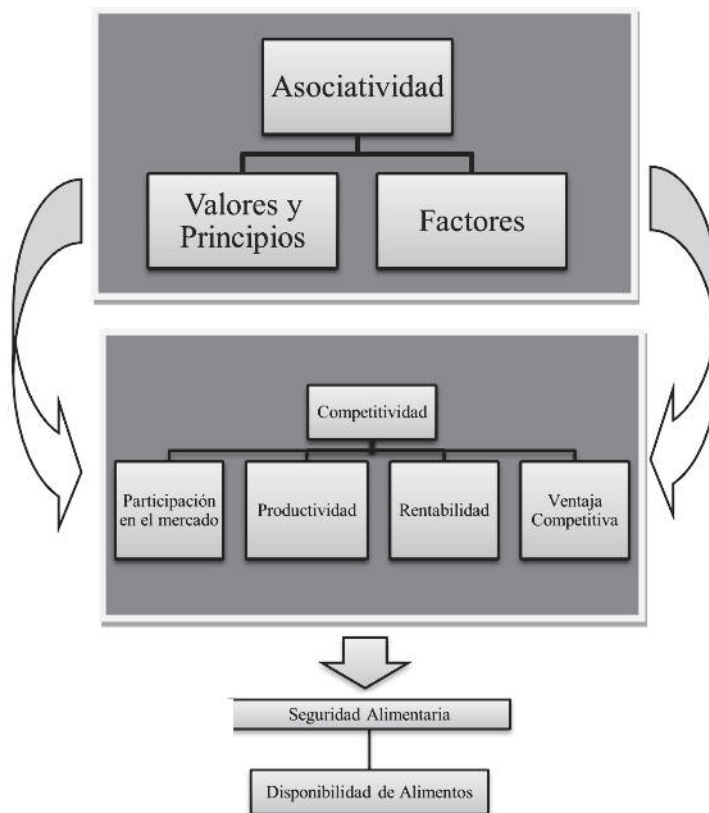 Asociatividad
Valores y
Principios
Factores
Competitividad
Participación
en el mercado
Productividad
Rentabilidad
Ventaja
Competitiva
Seguridad Alimentaria
Disponibilidad de Alimentos